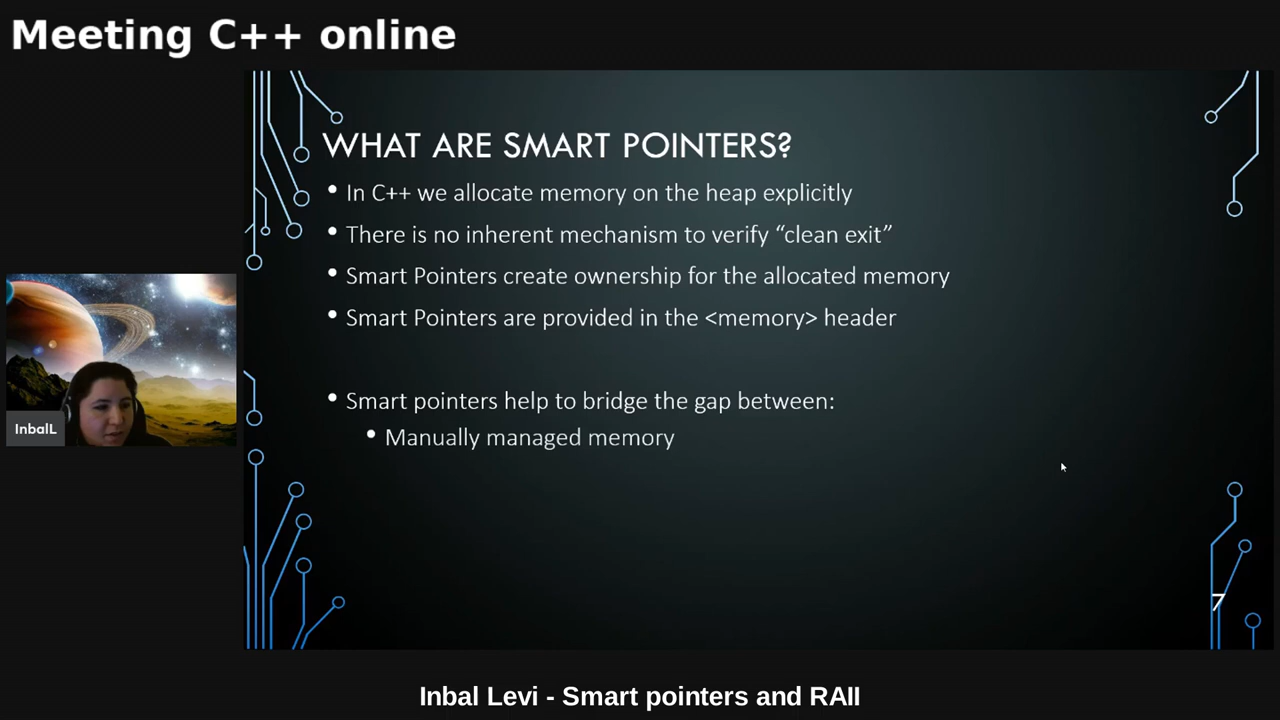 Meeting C++ online
WHAT ARE SMART POINTERS?
• In C++ we allocate memory on the heap explicitly
• There is no inherent mechanism to verify “clean exit”
• Smart Pointers create ownership for the allocated memory
• Smart Pointers are provided in the <memory> header
• Smart pointers help to bridge the gap between:
• Manually managed memory
InbalL
7
Inbal Levi - Smart pointers and RAII